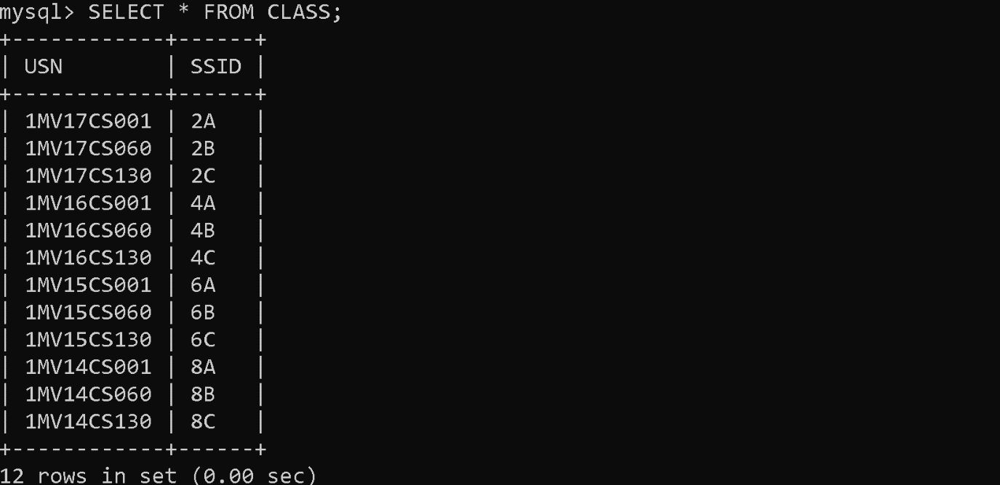 mysql> SELECT * FROM CLASS;
+------------+------+
| USN        | SSID |
+------------+------+
| 1MV17CS001 | 2A   |
| 1MV17CS060 | 2B   |
| 1MV17CS130 | 2C   |
| 1MV16CS001 | 4A   |
| 1MV16CS060 | 4B   |
| 1MV16CS130 | 4C   |
| 1MV15CS001 | 6A   |
| 1MV15CS060 | 6B   |
| 1MV15CS130 | 6C   |
| 1MV14CS001 | 8A   |
| 1MV14CS060 | 8B   |
| 1MV14CS130 | 8C   |
+------------+------+
12 rows in set (0.00 sec)